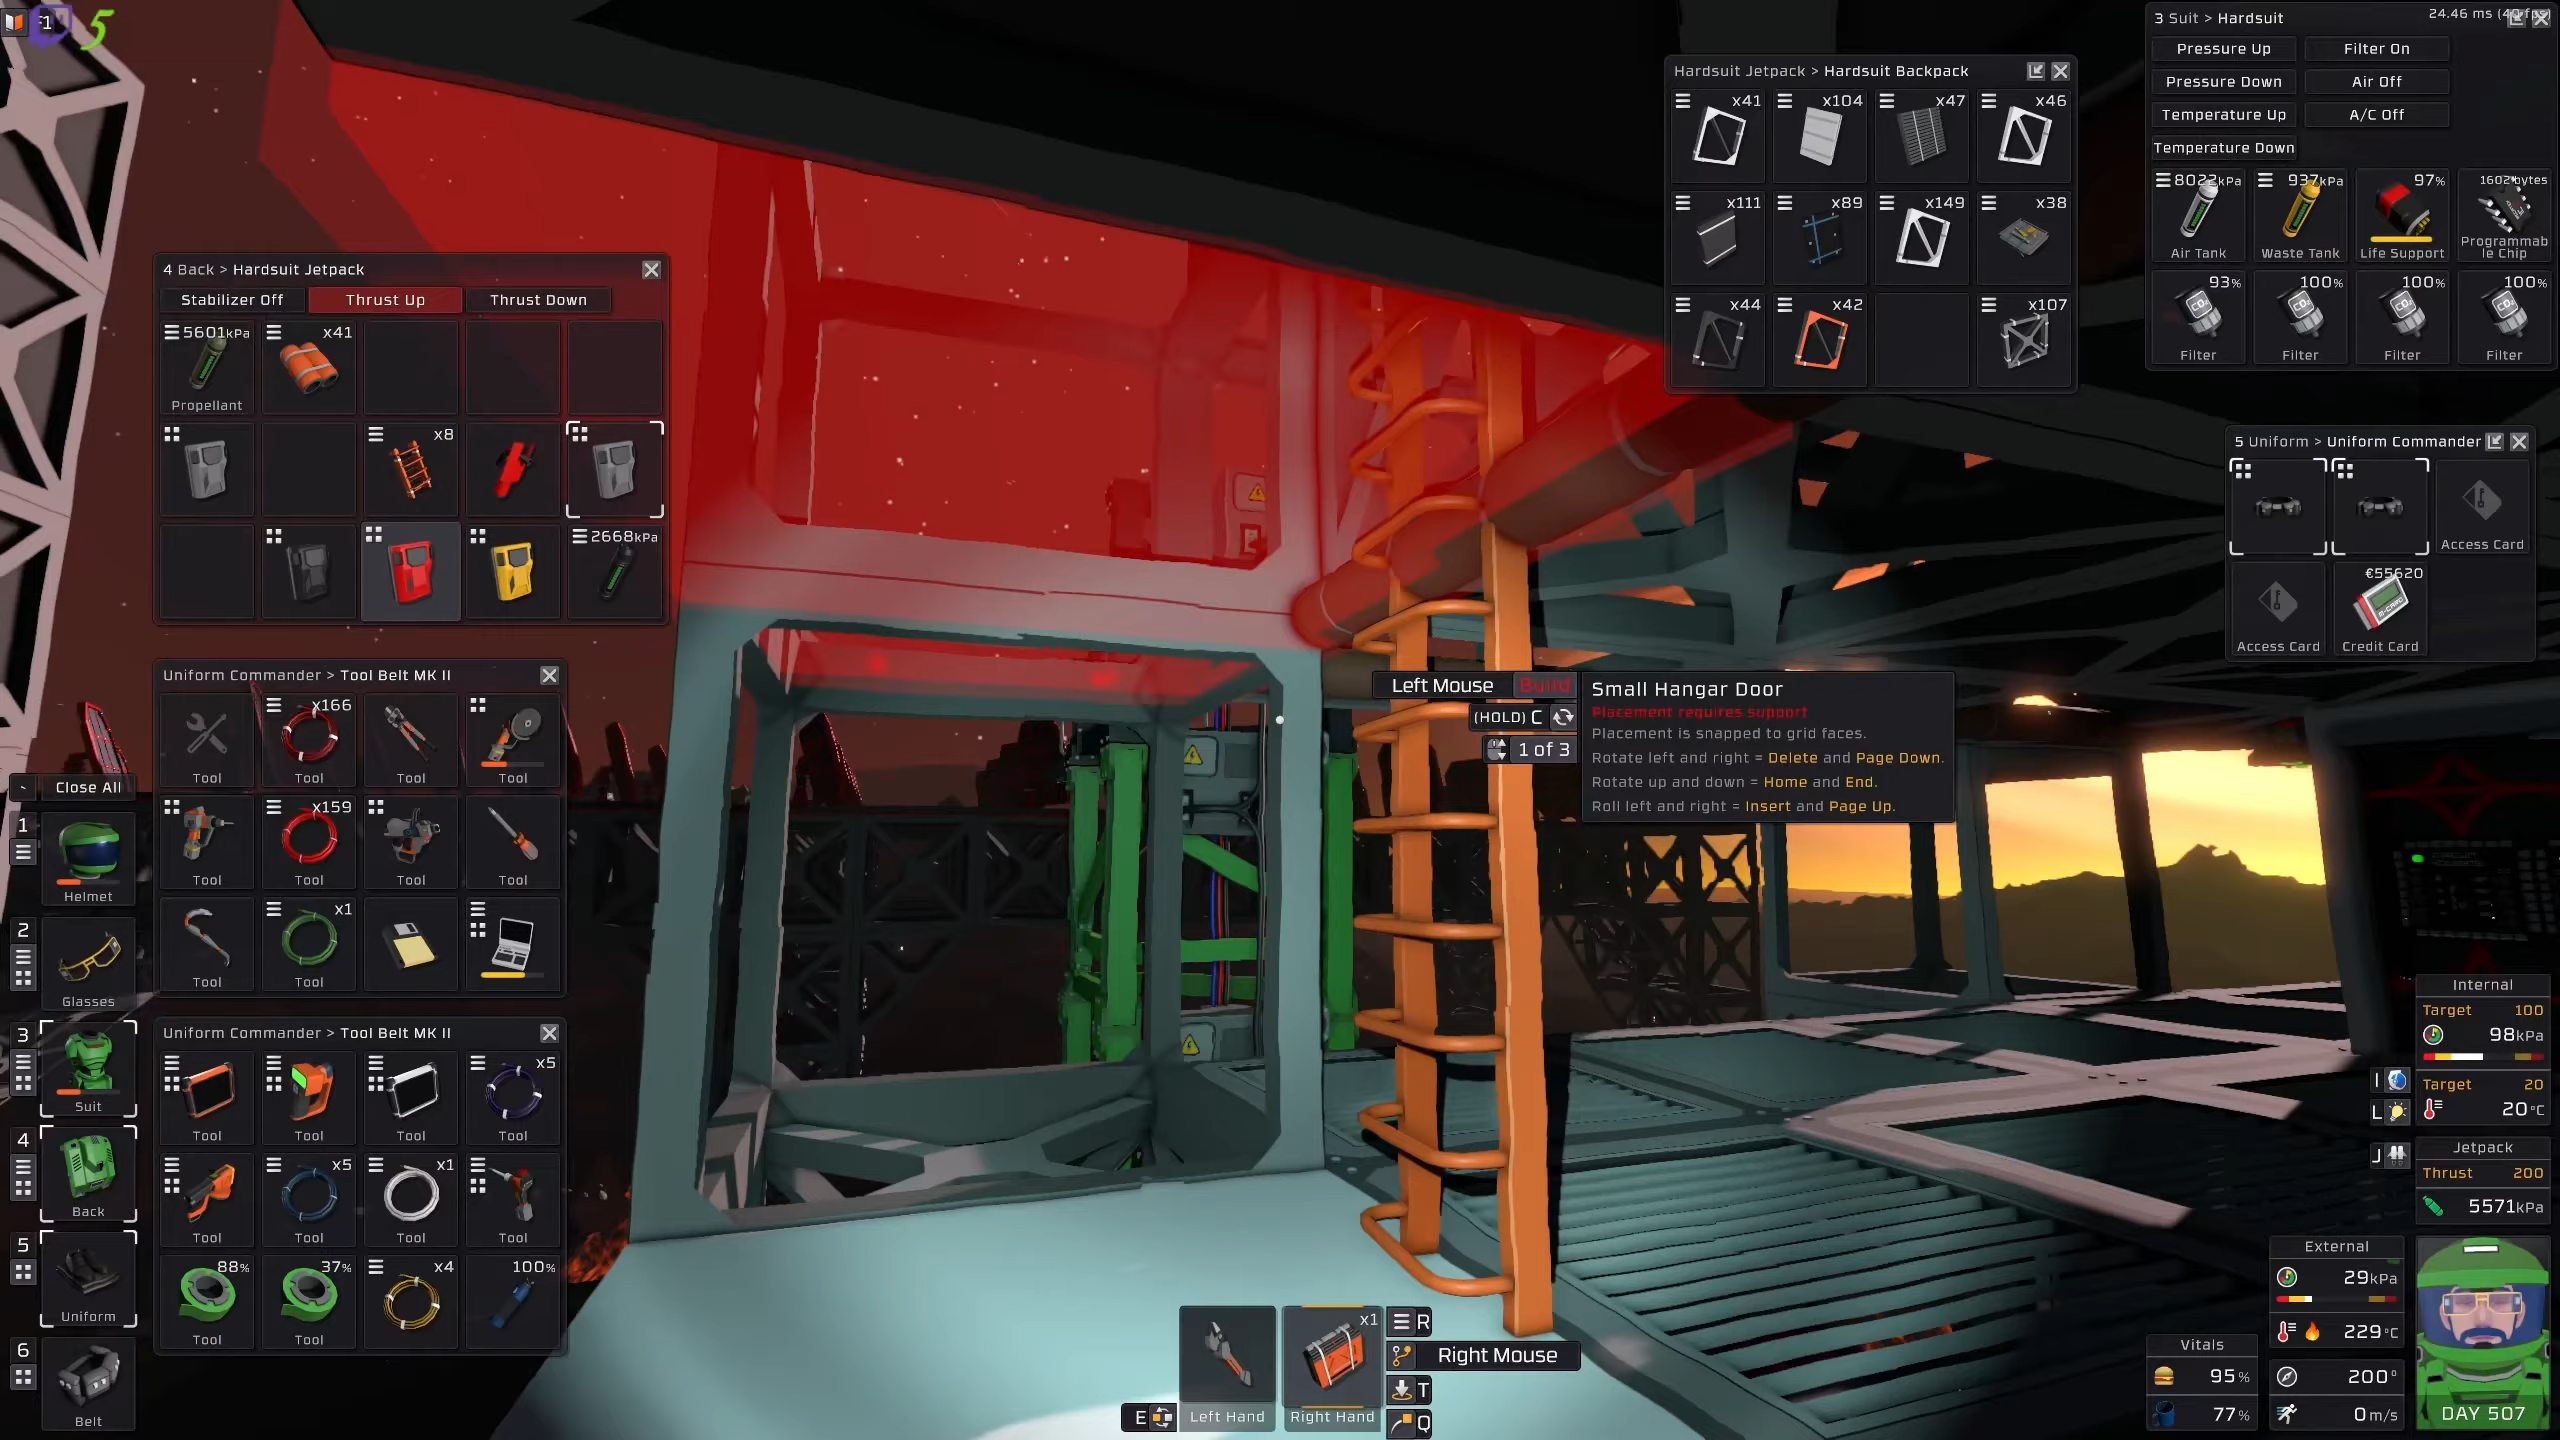 F1
5
4 Back > Hardsuit Jetpack
Stabilizer Off
Thrust Up
Thrust Down
5601kPa
x41
Propellant
x8
2668kPa
Uniform Commander > Tool Belt MK II
x166
Tool
Tool
Tool
Tool
x159
Tool
Tool
Tool
Tool
x1
Tool
Tool
Uniform Commander > Tool Belt MK II
x5
Tool
Tool
Tool
Tool
x5
x1
Tool
Tool
Tool
Tool
88%
37%
x4
100%
Tool
Tool
~ Close All
1
Helmet
2
Glasses
3
Suit
4
Back
5
Uniform
6
Belt
Hardsuit Jetpack > Hardsuit Backpack
x41
x104
x47
x46
x111
x89
x149
x38
x44
x42
x107
24.46 ms
3 Suit > Hardsuit
Pressure Up
Filter On
Pressure Down
Air Off
Temperature Up
A/C Off
Temperature Down
8022kPa
937kPa
97%
1602bytes
Air Tank
Waste Tank
Life Support
Programmab
le Chip
93%
100%
100%
100%
Filter
Filter
Filter
Filter
5 Uniform > Uniform Commander
Access Card
€55620
Access Card
Credit Card
Left Mouse
Build
(HOLD) C
1 of 3
Small Hangar Door
Placement requires support
Placement is snapped to grid faces.
Rotate left and right = Delete and Page Down.
Rotate up and down = Home and End.
Roll left and right = Insert and Page Up.
Internal
Target 100
98kPa
Target 20
20°C
I
L
J
Jetpack
Thrust 200
5571kPa
External
29kPa
229°C
200°
0m/s
Vitals
95%
77%
DAY 507
x1
R
Right Mouse
T
Q
E
Left Hand
Right Hand